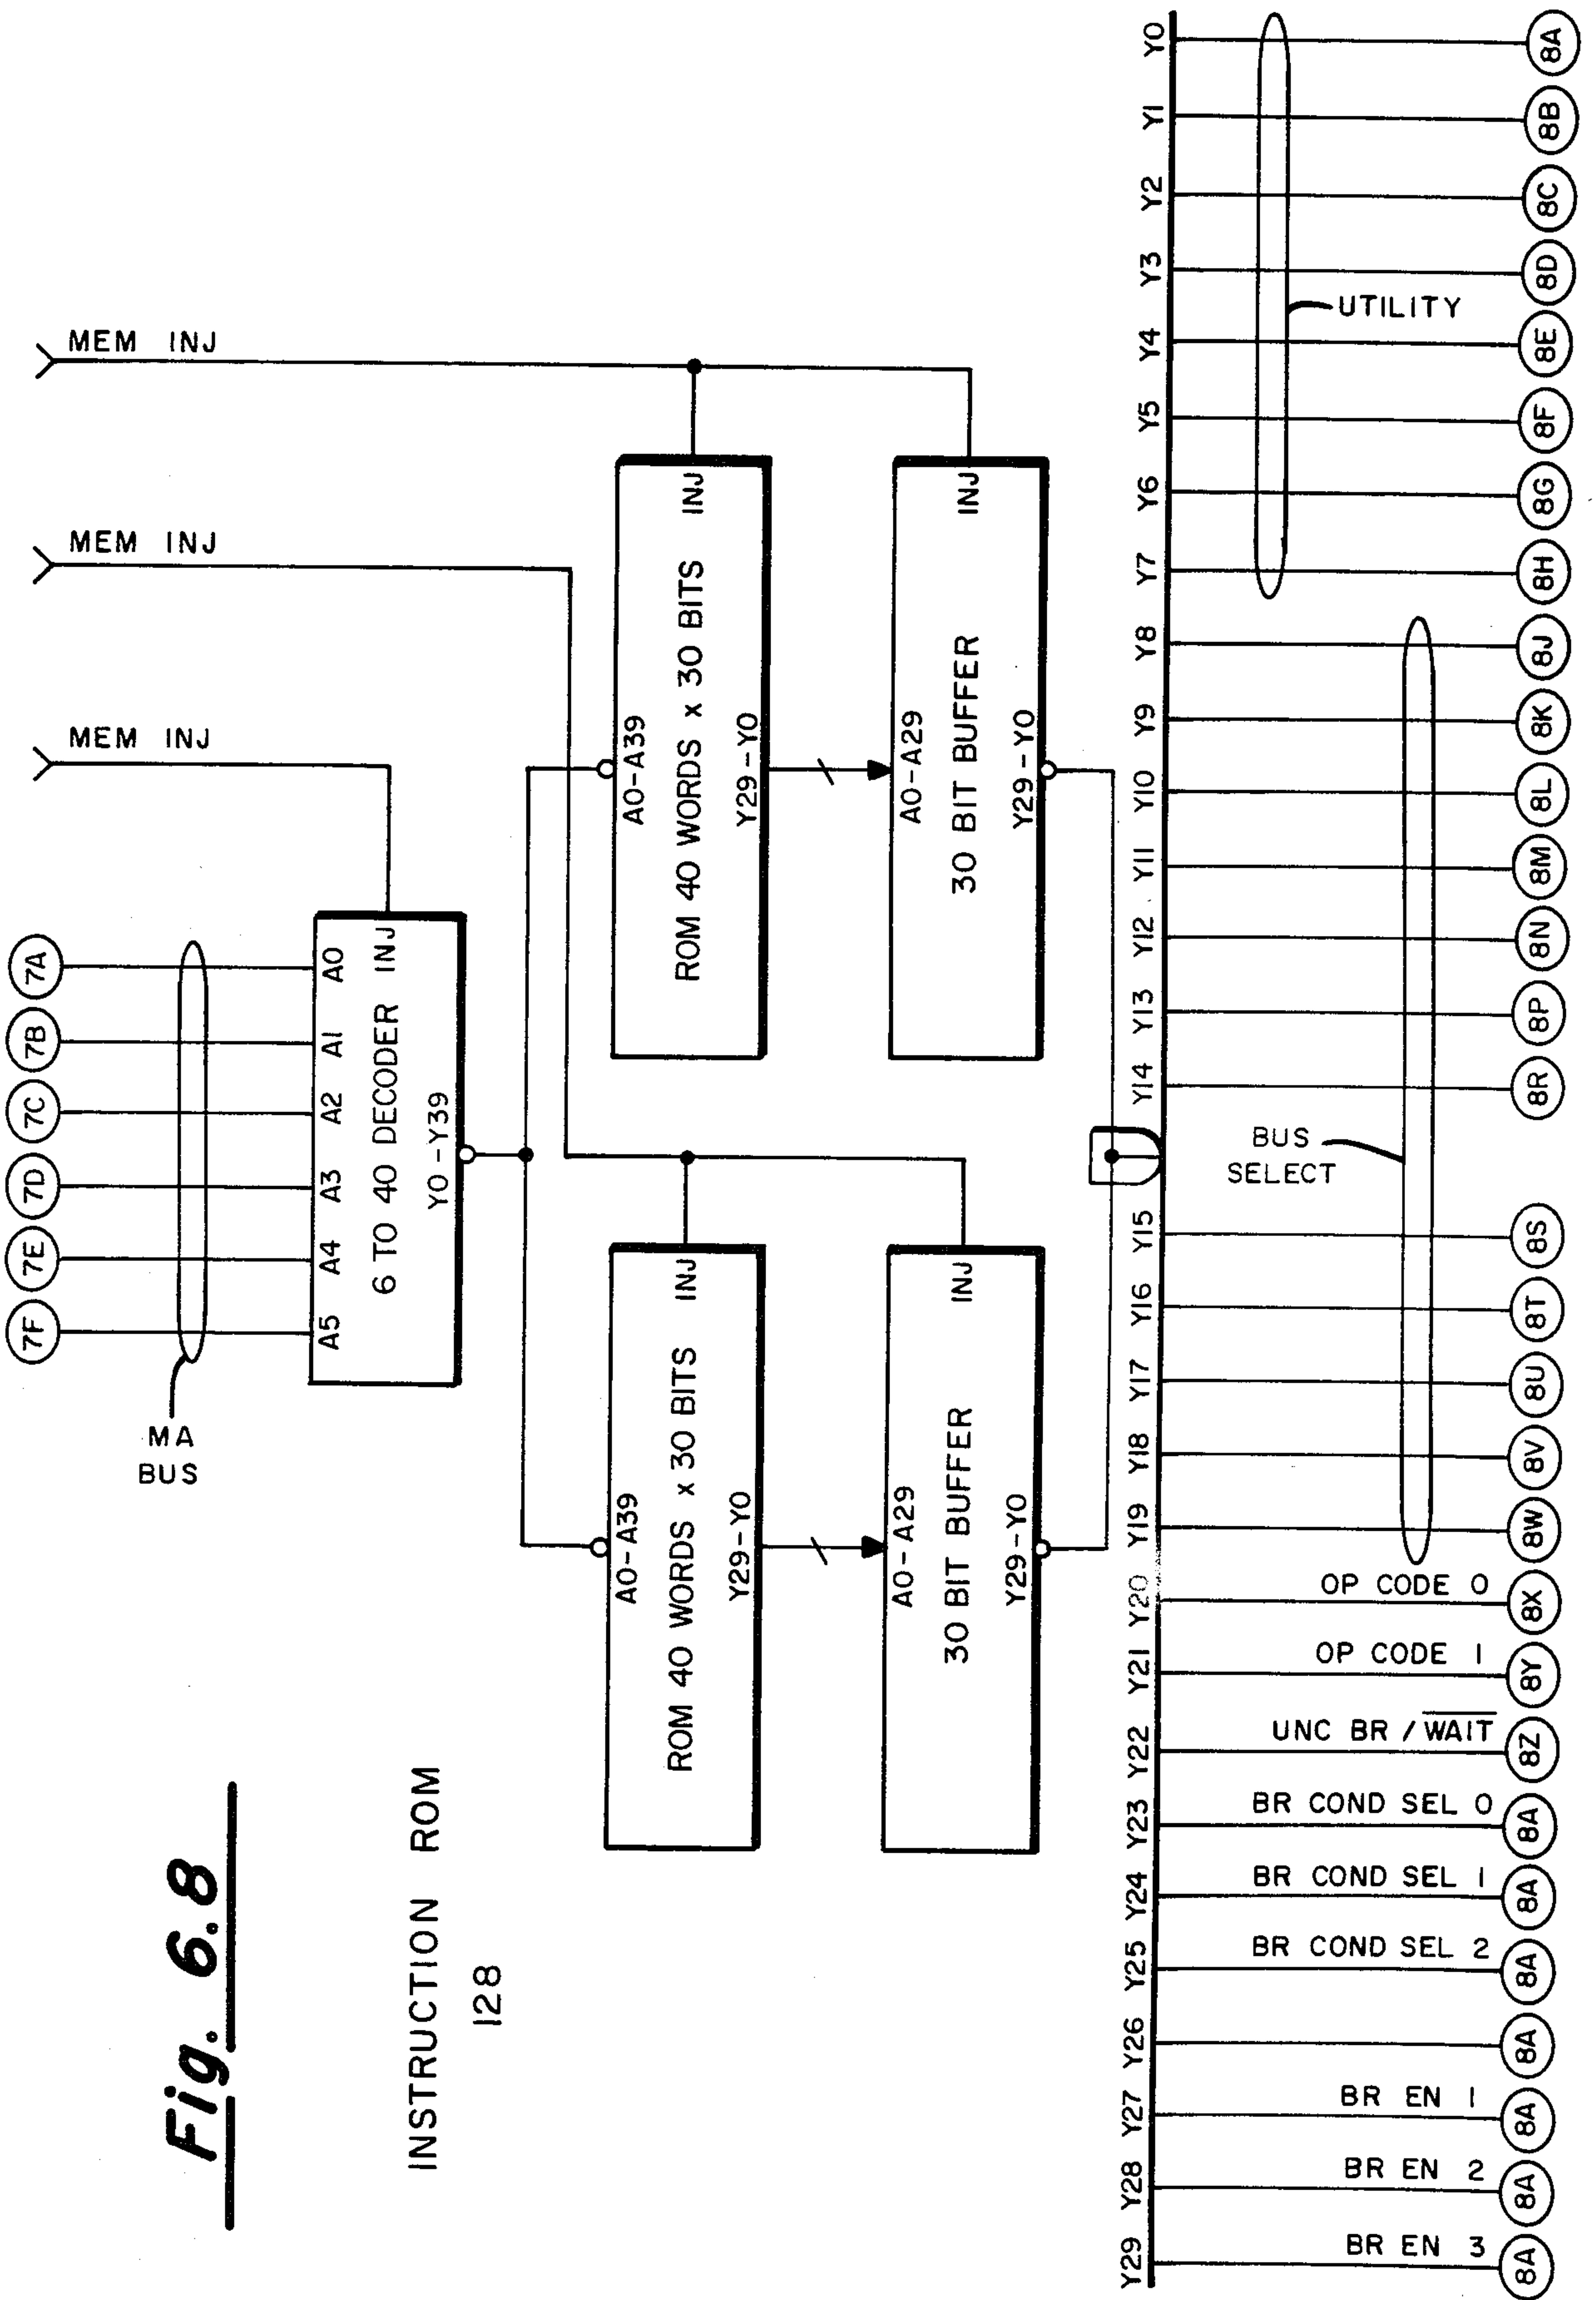 Fig. 6.8
INSTRUCTION ROM
128
7F
7E
7D
7C
7B
7A
MA
BUS
MEM INJ
MEM INJ
MEM INJ
A5 A4 A3 A2 A1 A0
6 TO 40 DECODER INJ
Y0-Y39
A0-A39
ROM 40 WORDS x 30 BITS
INJ
Y29-Y0
A0-A39
ROM 40 WORDS x 30 BITS
INJ
Y29-Y0
A0-A29
30 BIT BUFFER
INJ
Y29-Y0
A0-A29
30 BIT BUFFER
INJ
Y29-Y0
Y29 Y28 Y27 Y26 Y25 Y24 Y23 Y22 Y21 Y20 Y19 Y18 Y17 Y16 Y15 Y14 Y13 Y12 Y11 Y10 Y9 Y8 Y7 Y6 Y5 Y4 Y3 Y2 Y1 Y0
BR EN 3
BR EN 2
BR EN 1
BR COND SEL 2
BR COND SEL 1
BR COND SEL 0
UNC BR / W̅A̅I̅T̅
OP CODE 1
OP CODE 0
BUS
SELECT
UTILITY
8A
8A
8A
8A
8A
8A
8A
8Z
8Y
8X
8W
8V
8U
8T
8S
8R
8P
8N
8M
8L
8K
8J
8H
8G
8F
8E
8D
8C
8B
8A